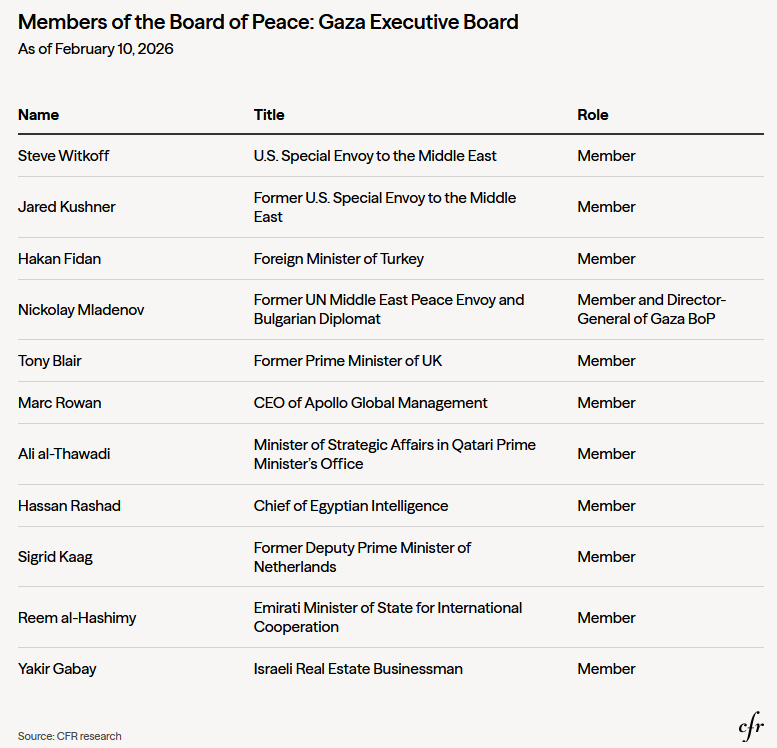 Members of the Board of Peace: Gaza Executive Board
As of February 10, 2026
Name Title Role
Steve Witkoff U.S. Special Envoy to the Middle East Member
Jared Kushner Former U.S. Special Envoy to the Middle
East Member
Hakan Fidan Foreign Minister of Turkey Member
Nickolay Mladenov Former UN Middle East Peace Envoy and
Bulgarian Diplomat Member and Director-
General of Gaza BoP
Tony Blair Former Prime Minister of UK Member
Marc Rowan CEO of Apollo Global Management Member
Ali al-Thawadi Minister of Strategic Affairs in Qatari Prime
Minister’s Office Member
Hassan Rashad Chief of Egyptian Intelligence Member
Sigrid Kaag Former Deputy Prime Minister of
Netherlands Member
Reem al-Hashimy Emirati Minister of State for International
Cooperation Member
Yakir Gabay Israeli Real Estate Businessman Member
Source: CFR research
cfr